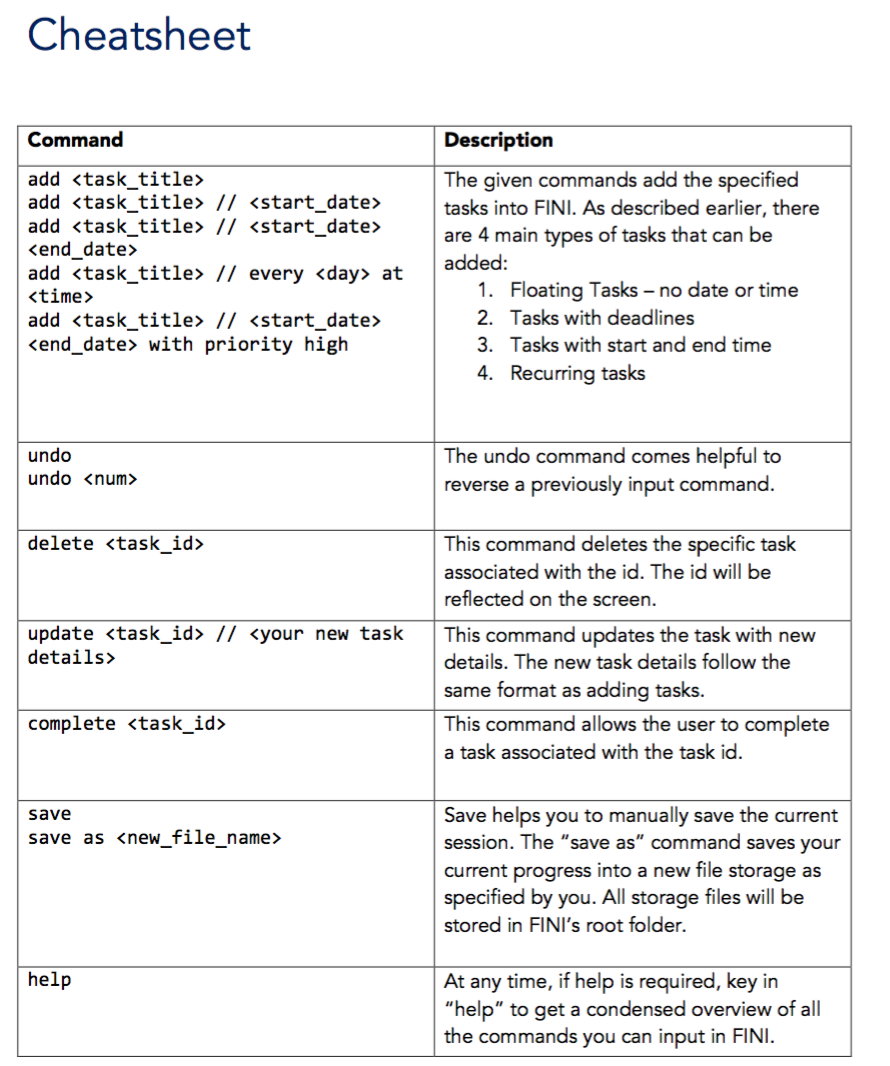 Cheatsheet
Command
Description
add <task_title>
add <task_title> // <start_date>
add <task_title> // <start_date>
<end_date>
add <task_title> // every <day> at
<time>
add <task_title> // <start_date>
<end_date> with priority high
The given commands add the specified
tasks into FINI. As described earlier, there
are 4 main types of tasks that can be
added:
1. Floating Tasks – no date or time
2. Tasks with deadlines
3. Tasks with start and end time
4. Recurring tasks
undo
undo <num>
The undo command comes helpful to
reverse a previously input command.
delete <task_id>
This command deletes the specific task
associated with the id. The id will be
reflected on the screen.
update <task_id> // <your new task
details>
This command updates the task with new
details. The new task details follow the
same format as adding tasks.
complete <task_id>
This command allows the user to complete
a task associated with the task id.
save
save as <new_file_name>
Save helps you to manually save the current
session. The “save as” command saves your
current progress into a new file storage as
specified by you. All storage files will be
stored in FINI’s root folder.
help
At any time, if help is required, key in
“help” to get a condensed overview of all
the commands you can input in FINI.